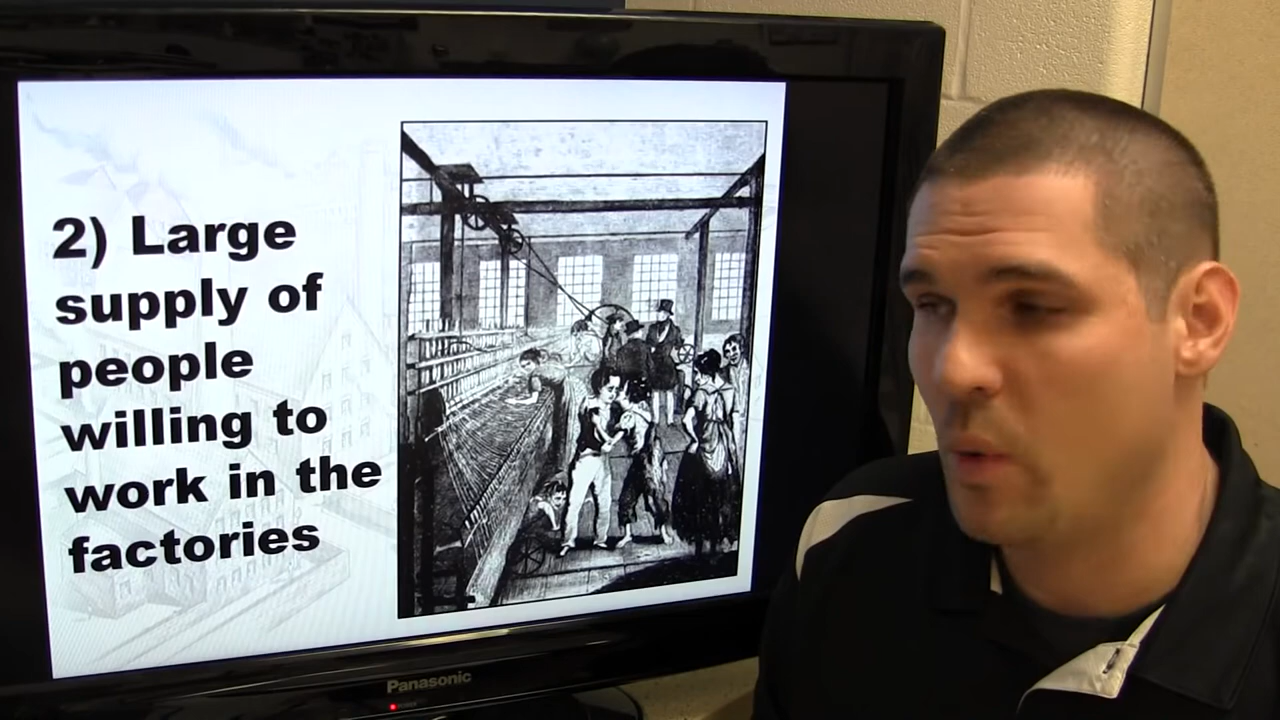 2) Large
supply of
people
willing to
work in the
factories
Panasonic